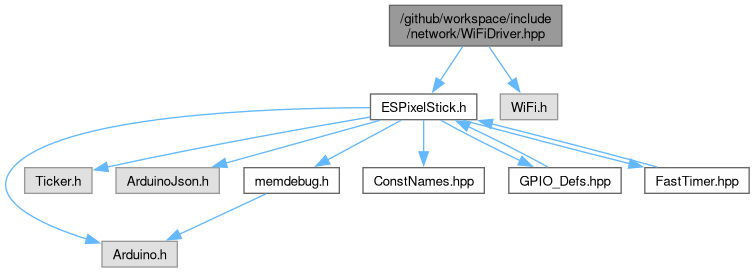 /github/workspace/include
/network/WiFiDriver.hpp
ESPixelStick.h
WiFi.h
Ticker.h
ArduinoJson.h
memdebug.h
ConstNames.hpp
GPIO_Defs.hpp
FastTimer.hpp
Arduino.h